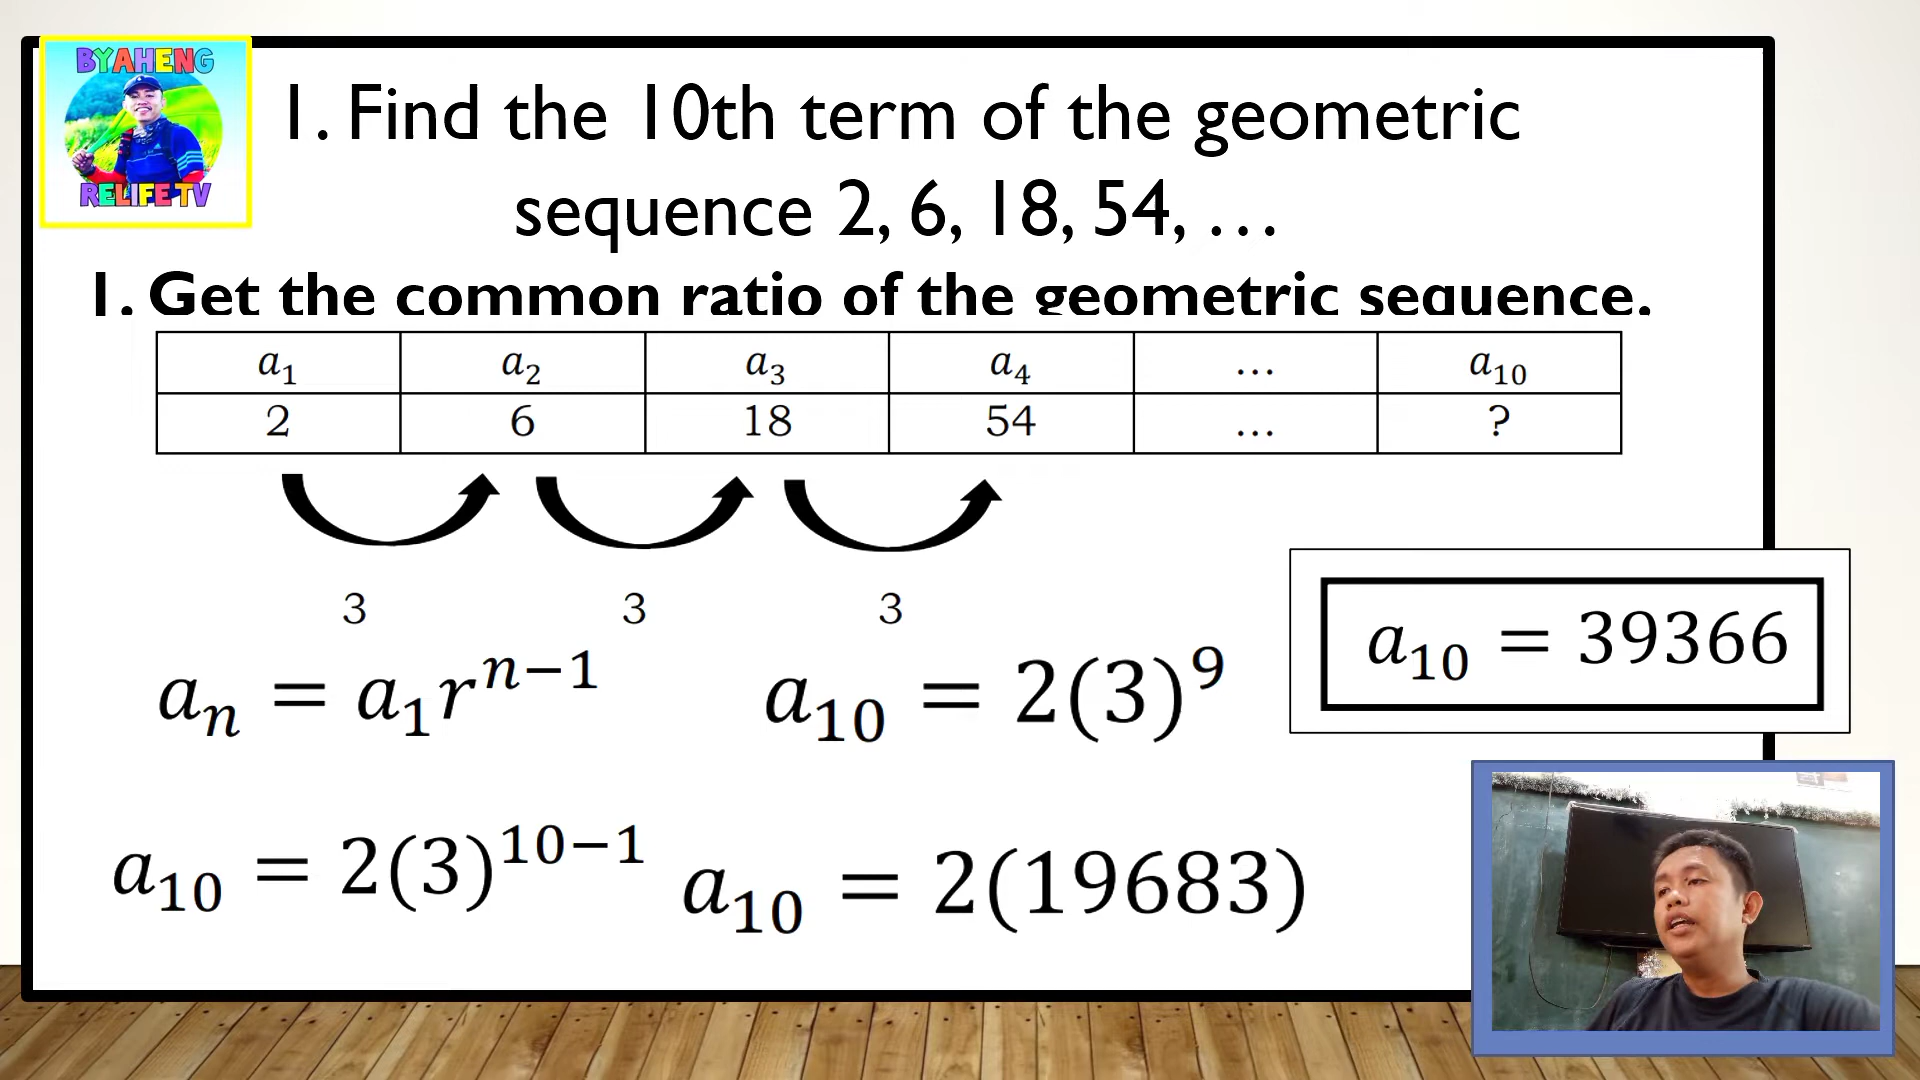 BYAHENG
RELIFE TV
1. Find the 10th term of the geometric
sequence 2, 6, 18, 54, …
1. Get the common ratio of the geometric sequence.
a₁ a₂ a₃ a₄ … a₁₀
2 6 18 54 … ?
3 3 3
aₙ = a₁rⁿ⁻¹
a₁₀ = 2(3)¹⁰⁻¹
a₁₀ = 2(3)⁹
a₁₀ = 2(19683)
a₁₀ = 39366